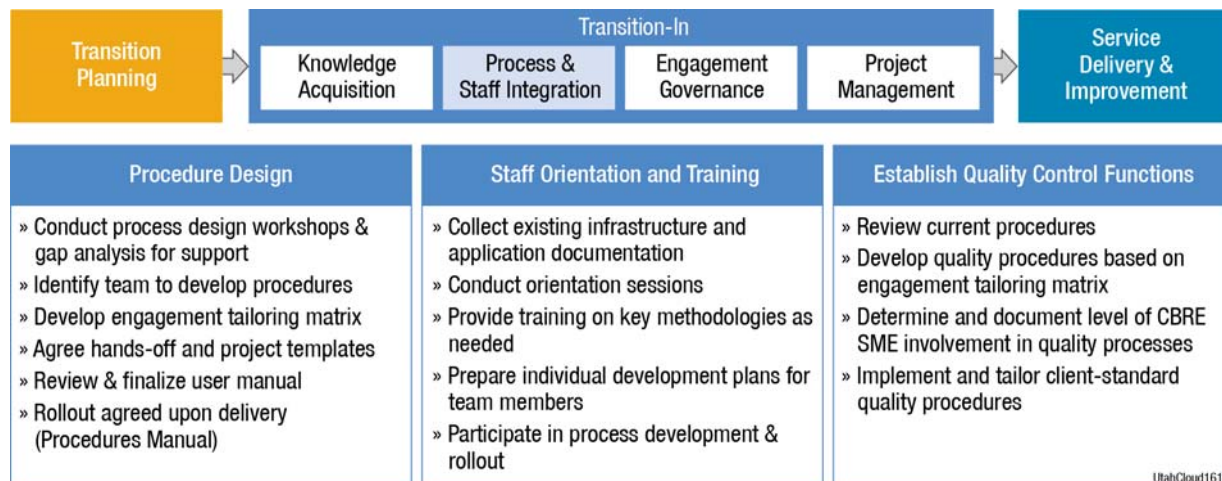 Transition
Planning
Transition-In
Knowledge
Acquisition
Process &
Staff Integration
Engagement
Governance
Project
Management
Service
Delivery &
Improvement
Procedure Design
» Conduct process design workshops &
gap analysis for support
» Identify team to develop procedures
» Develop engagement tailoring matrix
» Agree hands-off and project templates
» Review & finalize user manual
» Rollout agreed upon delivery
(Procedures Manual)
Staff Orientation and Training
» Collect existing infrastructure and
application documentation
» Conduct orientation sessions
» Provide training on key methodologies as
needed
» Prepare individual development plans for
team members
» Participate in process development &
rollout
Establish Quality Control Functions
» Review current procedures
» Develop quality procedures based on
engagement tailoring matrix
» Determine and document level of CBRE
SME involvement in quality processes
» Implement and tailor client-standard
quality procedures
UtahCloud161